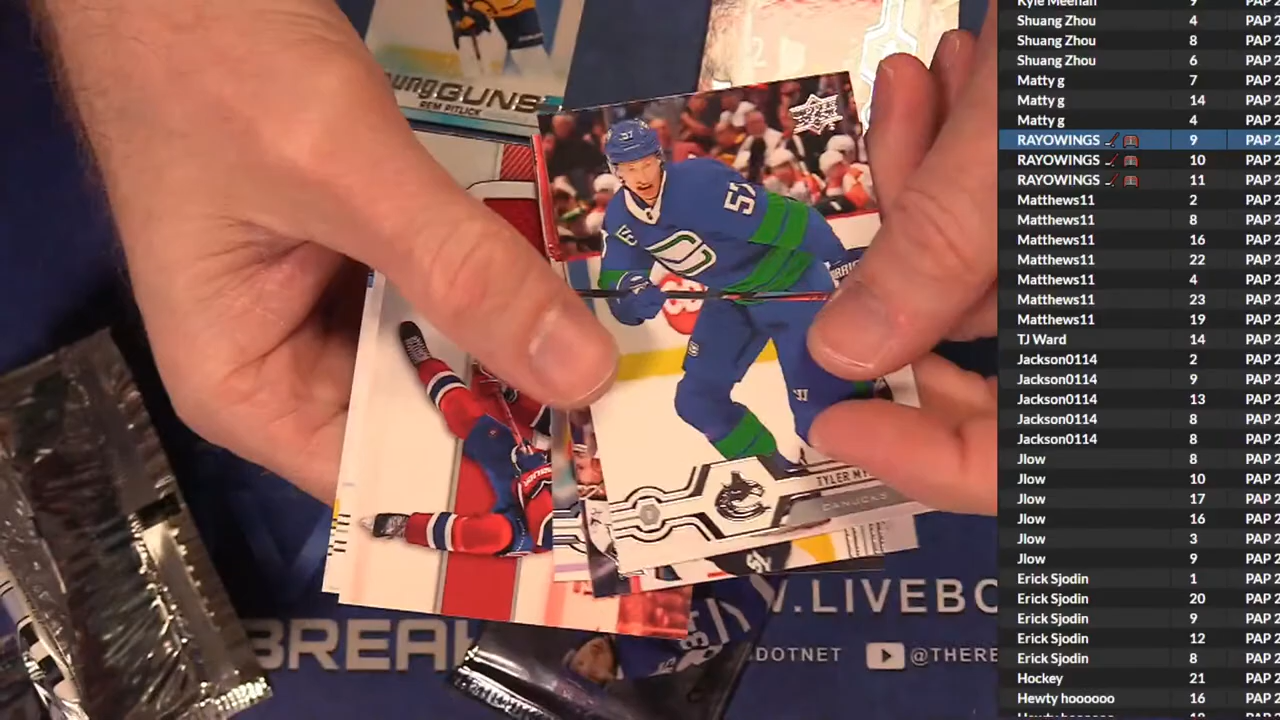 Kyle Meenan 9 PAP 2
Shuang Zhou 4 PAP 2
Shuang Zhou 8 PAP 2
Shuang Zhou 6 PAP 2
Matty g 7 PAP 2
Matty g 14 PAP 2
Matty g 4 PAP 2
RAYOWINGS 9 PAP 2
RAYOWINGS 10 PAP 2
RAYOWINGS 11 PAP 2
Matthews11 2 PAP 2
Matthews11 8 PAP 2
Matthews11 16 PAP 2
Matthews11 22 PAP 2
Matthews11 4 PAP 2
Matthews11 23 PAP 2
Matthews11 19 PAP 2
TJ Ward 14 PAP 2
Jackson0114 2 PAP 2
Jackson0114 9 PAP 2
Jackson0114 13 PAP 2
Jackson0114 8 PAP 2
Jackson0114 8 PAP 2
Jlow 8 PAP 2
Jlow 10 PAP 2
Jlow 17 PAP 2
Jlow 16 PAP 2
Jlow 3 PAP 2
Jlow 9 PAP 2
Erick Sjodin 1 PAP 2
Erick Sjodin 20 PAP 2
Erick Sjodin 9 PAP 2
Erick Sjodin 12 PAP 2
Erick Sjodin 8 PAP 2
Hockey 21 PAP 2
Hewty hoooooo 16 PAP 2
oungGUNS
REM PITLICK
UPPER DECK
57
57
TYLER
CANUCKS
W.LIVEBO
BREAK
DOTNET @THERE